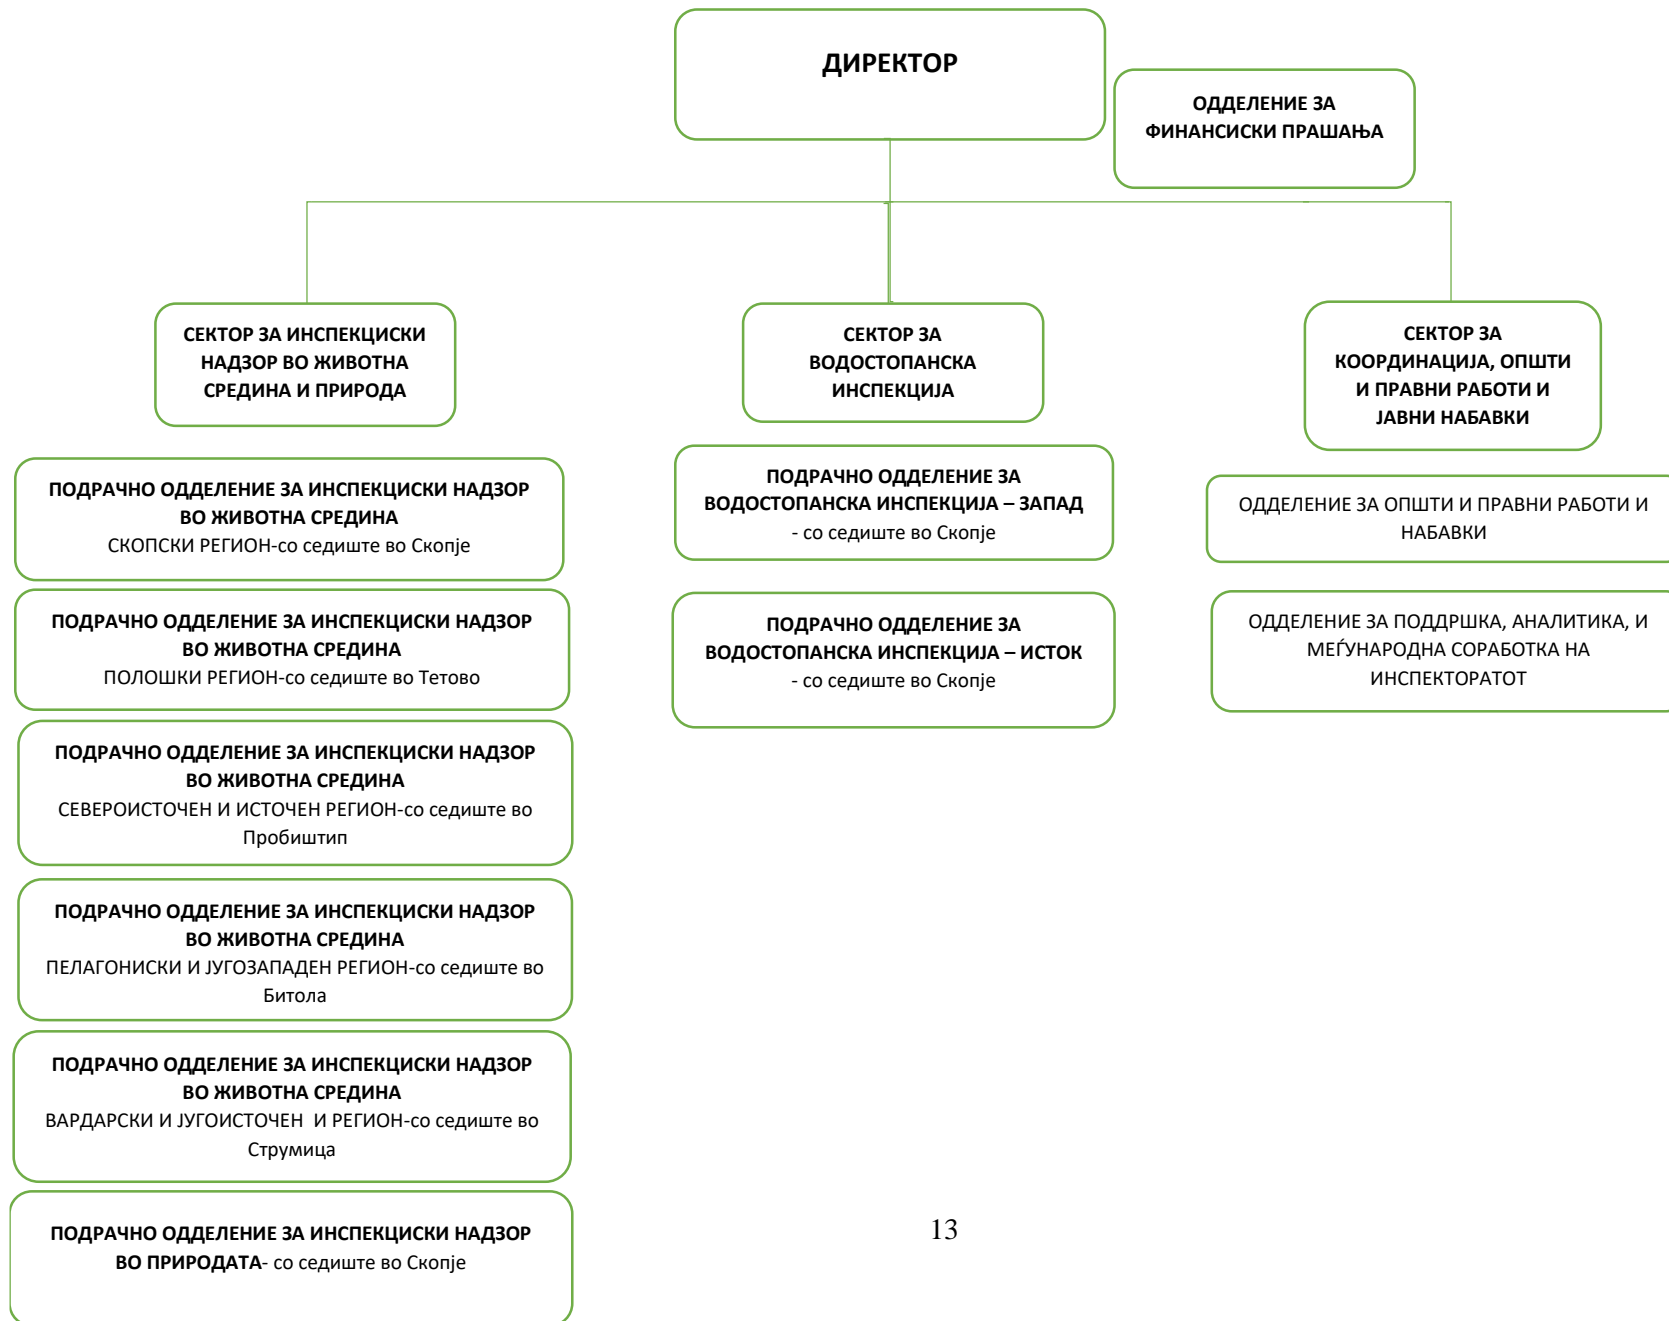 ДИРЕКТОР
ОДДЕЛЕНИЕ ЗА
ФИНАНСИСКИ ПРАШАЊА
СЕКТОР ЗА ИНСПЕКЦИСКИ
НАДЗОР ВО ЖИВОТНА
СРЕДИНА И ПРИРОДА
ПОДРАЧНО ОДДЕЛЕНИЕ ЗА ИНСПЕКЦИСКИ НАДЗОР
ВО ЖИВОТНА СРЕДИНА
СКОПСКИ РЕГИОН-со седиште во Скопје
ПОДРАЧНО ОДДЕЛЕНИЕ ЗА ИНСПЕКЦИСКИ НАДЗОР
ВО ЖИВОТНА СРЕДИНА
ПОЛОШКИ РЕГИОН-со седиште во Тетово
ПОДРАЧНО ОДДЕЛЕНИЕ ЗА ИНСПЕКЦИСКИ НАДЗОР
ВО ЖИВОТНА СРЕДИНА
СЕВЕРОИСТОЧЕН И ИСТОЧЕН РЕГИОН-со седиште во
Пробиштип
ПОДРАЧНО ОДДЕЛЕНИЕ ЗА ИНСПЕКЦИСКИ НАДЗОР
ВО ЖИВОТНА СРЕДИНА
ПЕЛАГОНИСКИ И ЈУГОЗАПАДЕН РЕГИОН-со седиште во
Битола
ПОДРАЧНО ОДДЕЛЕНИЕ ЗА ИНСПЕКЦИСКИ НАДЗОР
ВО ЖИВОТНА СРЕДИНА
ВАРДАРСКИ И ЈУГОИСТОЧЕН  И РЕГИОН-со седиште во
Струмица
ПОДРАЧНО ОДДЕЛЕНИЕ ЗА ИНСПЕКЦИСКИ НАДЗОР
ВО ПРИРОДАТА- со седиште во Скопје
СЕКТОР ЗА
ВОДОСТОПАНСКА
ИНСПЕКЦИЈА
ПОДРАЧНО ОДДЕЛЕНИЕ ЗА
ВОДОСТОПАНСКА ИНСПЕКЦИЈА – ЗАПАД
- со седиште во Скопје
ПОДРАЧНО ОДДЕЛЕНИЕ ЗА
ВОДОСТОПАНСКА ИНСПЕКЦИЈА – ИСТОК
- со седиште во Скопје
СЕКТОР ЗА
КООРДИНАЦИЈА, ОПШТИ
И ПРАВНИ РАБОТИ И
ЈАВНИ НАБАВКИ
ОДДЕЛЕНИЕ ЗА ОПШТИ И ПРАВНИ РАБОТИ И
НАБАВКИ
ОДДЕЛЕНИЕ ЗА ПОДДРШКА, АНАЛИТИКА, И
МЕЃУНАРОДНА СОРАБОТКА НА
ИНСПЕКТОРАТОТ
13